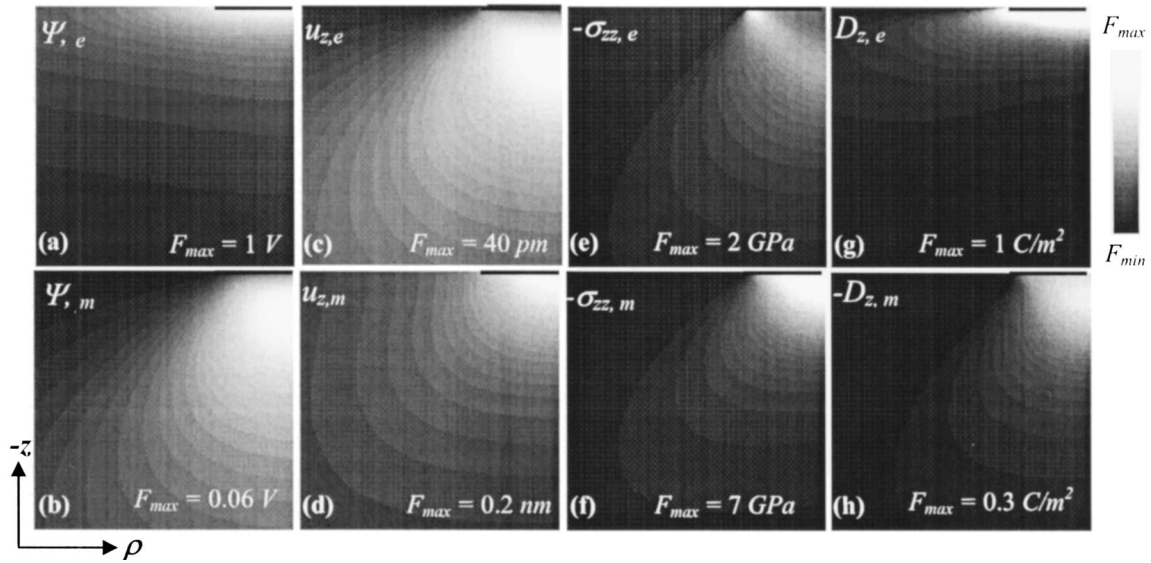 Ψ, e
(a)
F_max = 1 V
u_z,e
(c)
F_max = 40 pm
-σ_zz, e
(e)
F_max = 2 GPa
D_z, e
(g)
F_max = 1 C/m²
F_max
F_min
Ψ, m
(b)
F_max = 0.06 V
u_z,m
(d)
F_max = 0.2 nm
-σ_zz, m
(f)
F_max = 7 GPa
-D_z, m
(h)
F_max = 0.3 C/m²
-z
ρ